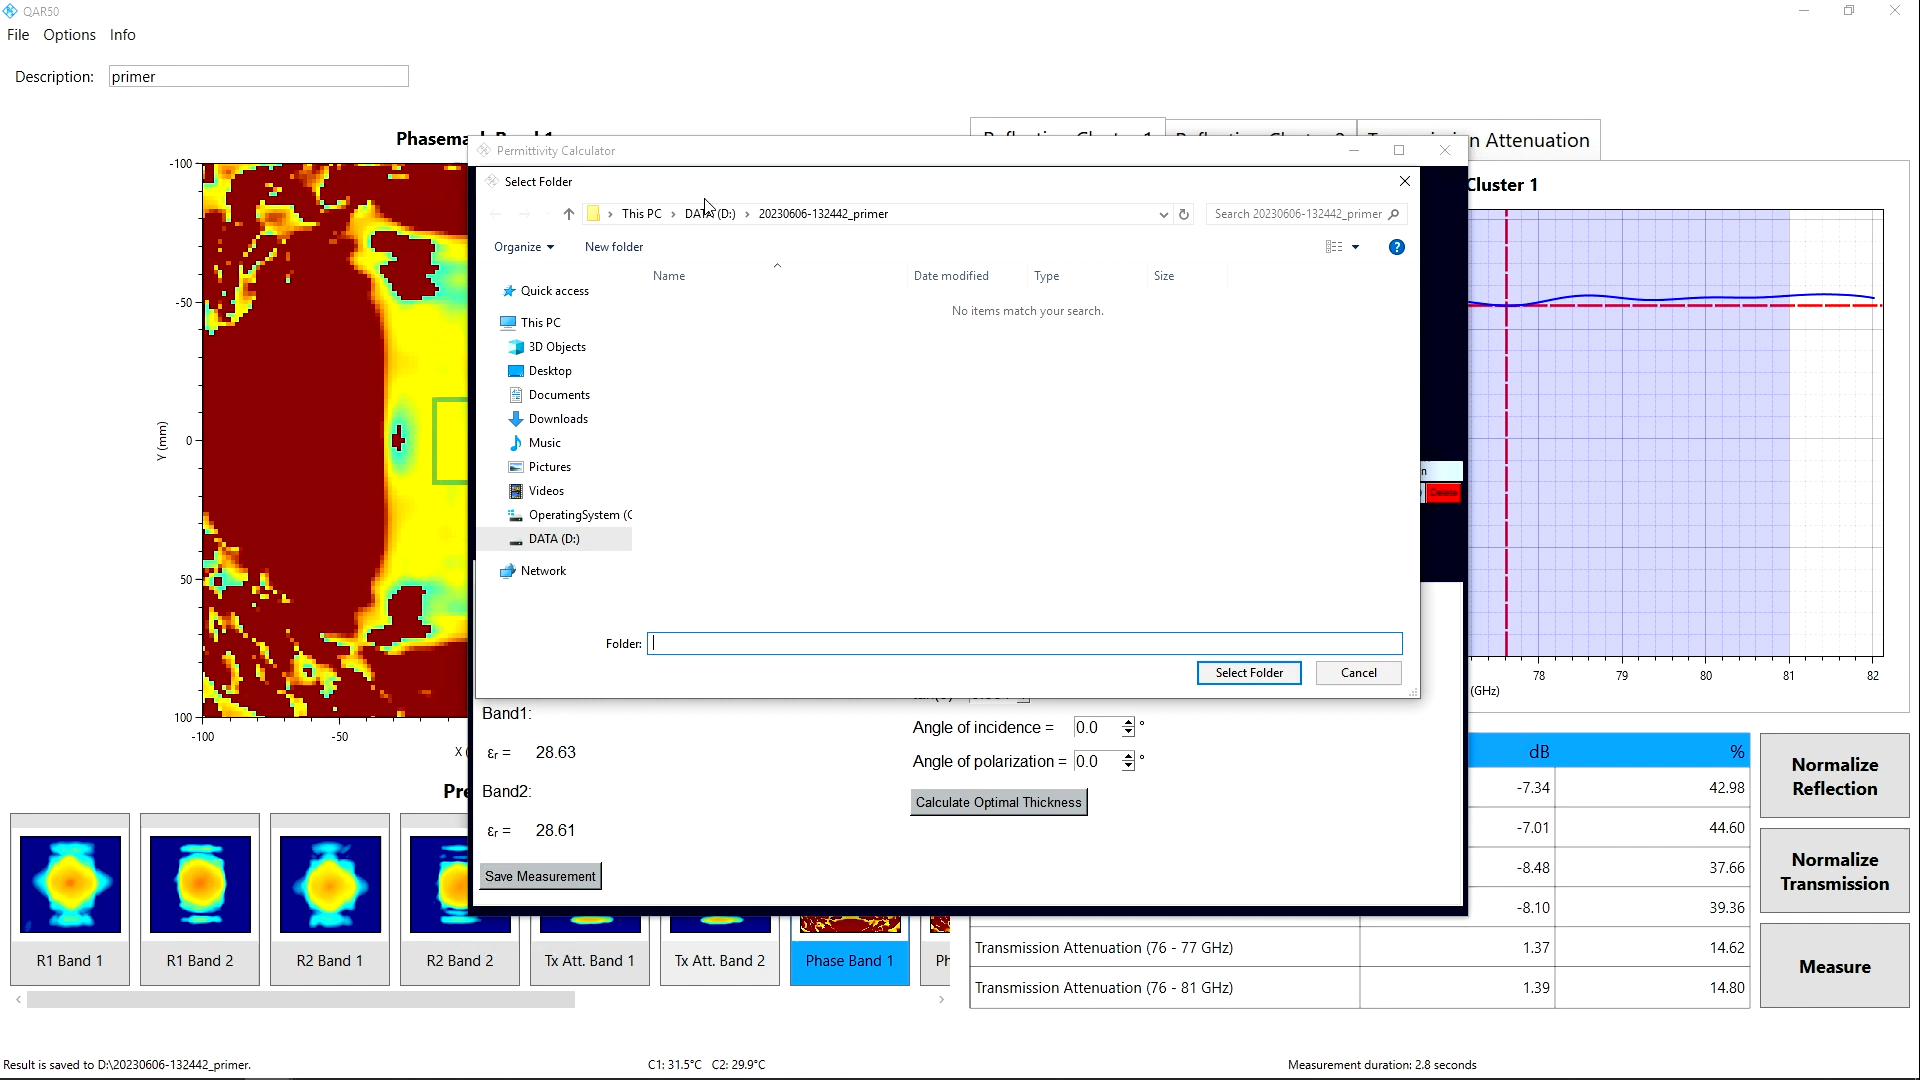 QAR50
File Options Info
Description: primer
Phasema
Permittivity Calculator
n Attenuation
Cluster 1
Select Folder
This PC > DATA (D:) > 20230606-132442_primer
Search 20230606-132442_primer
Organize New folder
Name Date modified Type Size
No items match your search.
Quick access
This PC
3D Objects
Desktop
Documents
Downloads
Music
Pictures
Videos
OperatingSystem (C
DATA (D:)
Network
Folder:
Select Folder Cancel
n
Delete
-100
-50
0
50
100
Y (mm)
-100 -50
X (
78 79 80 81 82
(GHz)
Band1:
εr = 28.63
Band2:
εr = 28.61
Save Measurement
Angle of incidence = 0.0 °
Angle of polarization = 0.0 °
Calculate Optimal Thickness
dB %
-7.34 42.98
-7.01 44.60
-8.48 37.66
-8.10 39.36
Transmission Attenuation (76 - 77 GHz) 1.37 14.62
Transmission Attenuation (76 - 81 GHz) 1.39 14.80
Normalize
Reflection
Normalize
Transmission
Measure
Pre
R1 Band 1 R1 Band 2 R2 Band 1 R2 Band 2 Tx Att. Band 1 Tx Att. Band 2 Phase Band 1 Ph
Result is saved to D:\20230606-132442_primer. C1: 31.5°C C2: 29.9°C Measurement duration: 2.8 seconds